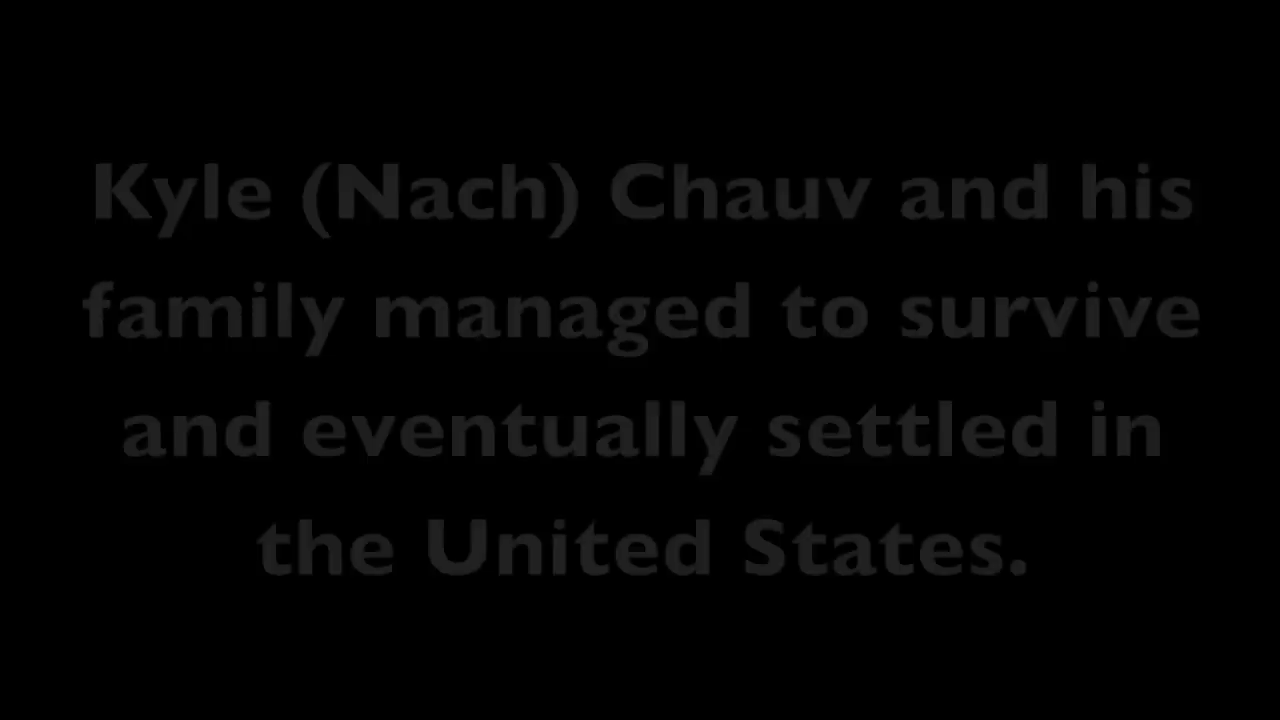 Kyle (Nach) Chauv and his
family managed to survive
and eventually settled in
the United States.